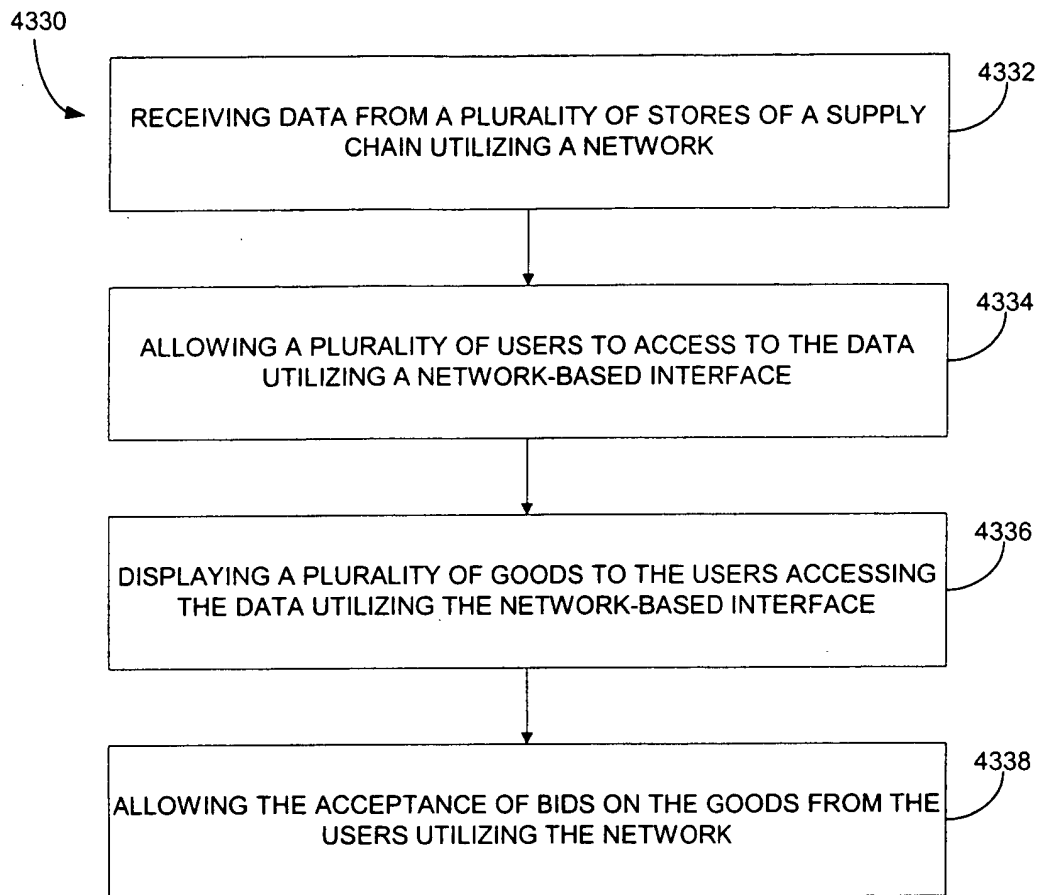 4330
4332
RECEIVING DATA FROM A PLURALITY OF STORES OF A SUPPLY
CHAIN UTILIZING A NETWORK
4334
ALLOWING A PLURALITY OF USERS TO ACCESS TO THE DATA
UTILIZING A NETWORK-BASED INTERFACE
4336
DISPLAYING A PLURALITY OF GOODS TO THE USERS ACCESSING
THE DATA UTILIZING THE NETWORK-BASED INTERFACE
4338
ALLOWING THE ACCEPTANCE OF BIDS ON THE GOODS FROM THE
USERS UTILIZING THE NETWORK